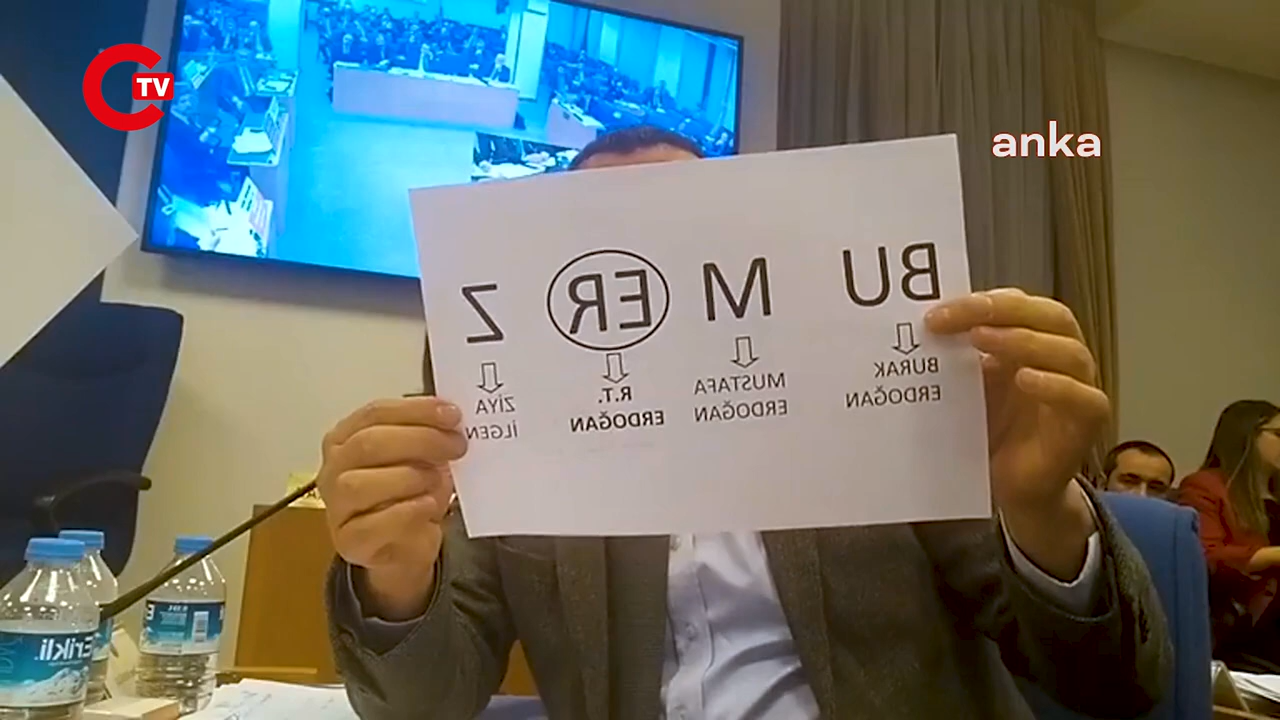 TV
anka
BU M ER Z
BURAK ERDOĞAN
MUSTAFA ERDOĞAN
R.T. ERDOĞAN
ZİYA İLGEN
Erikli.